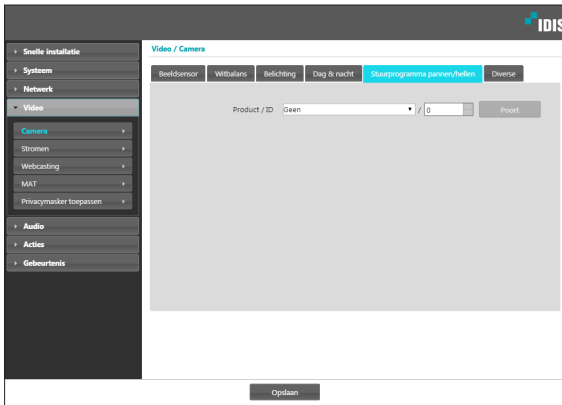 IDIS
Snelle installatie
Systeem
Netwerk
Video
Camera
Stromen
Webcasting
MAT
Privacymasker toepassen
Audio
Acties
Gebeurtenis
Video / Camera
Beeldsensor Witbalans Belichting Dag & nacht Stuurprogramma pannen/hellen Diverse
Product / ID Geen / 0 ... Poort
Opslaan